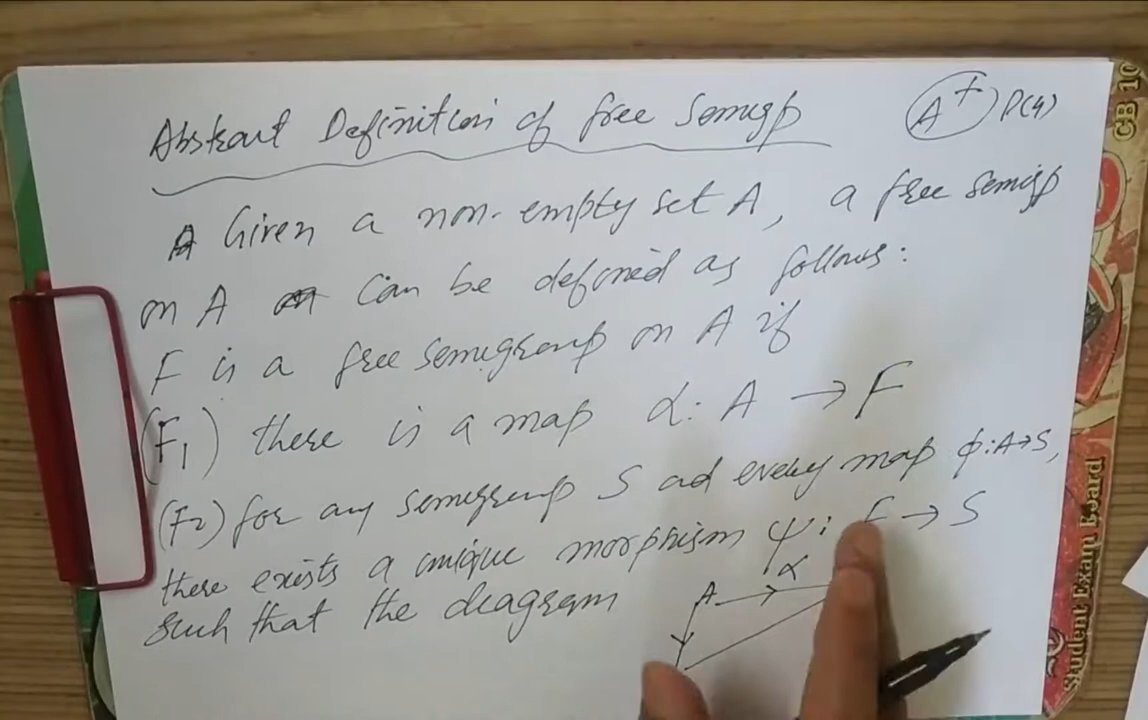 Abstract Definition of free Semigp
A+ P(4)
Given a non-empty set A, a free semigp
on A can be defined as follows:
F is a free semigroup on A if
(F1) there is a map α: A → F
(F2) for any semigroup S ad every map ϕ: A→S,
there exists a unique morphism ψ: F → S
such that the diagram
A α
Student Exam Board
CB 10